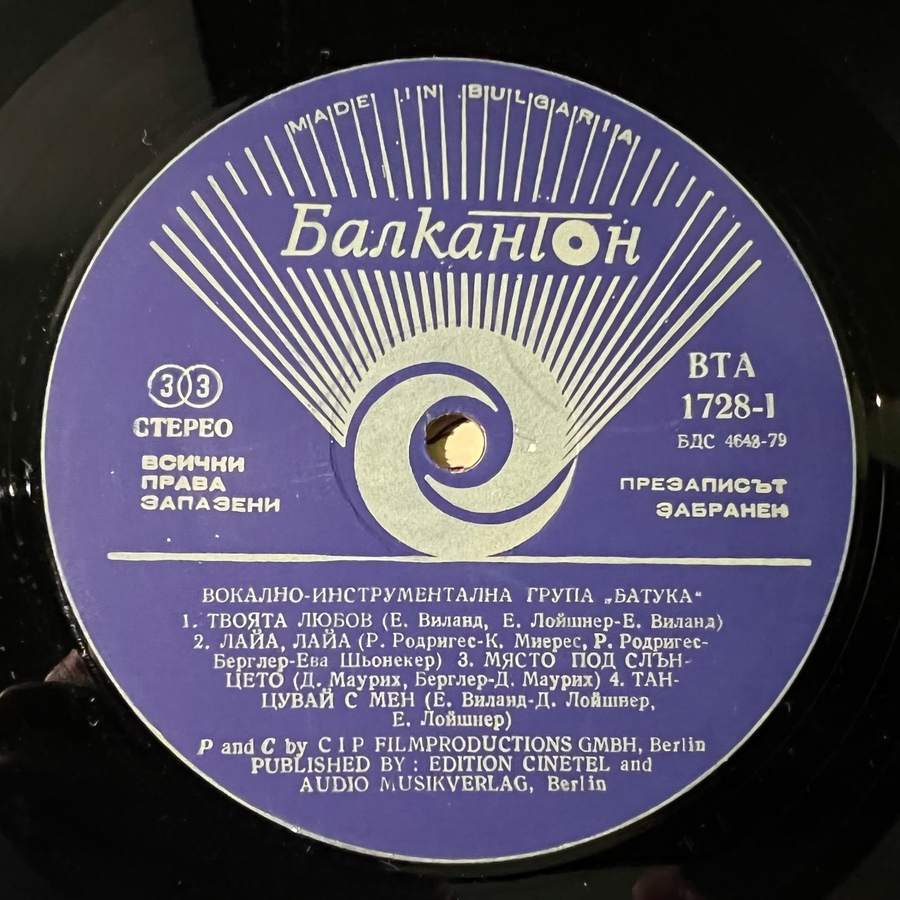 MADE IN BULGARIA
Балкантон
33
СТЕРЕО
ВСИЧКИ
ПРАВА
ЗАПАЗЕНИ
ВТА
1728-I
БДС 4643-79
ПРЕЗАПИСЪТ
ЗАБРАНЕН
ВОКАЛНО-ИНСТРУМЕНТАЛНА ГРУПА „БАТУКА“
1. ТВОЯТА ЛЮБОВ (Е. Виланд, Е. Лойшнер-Е. Виланд)
2. ЛАЙА, ЛАЙА (Р. Родригес-К. Миерес, Р. Родригес-
Берглер-Ева Шьонекер) 3. МЯСТО ПОД СЛЪН-
ЦЕТО (Д. Маурих, Берглер-Д. Маурих) 4. ТАН-
ЦУВАЙ С МЕН (Е. Виланд-Д. Лойшнер,
Е. Лойшнер)
P and C by C I P FILMPRODUCTIONS GMBH, Berlin
PUBLISHED BY: EDITION CINETEL and
AUDIO MUSIKVERLAG, Berlin